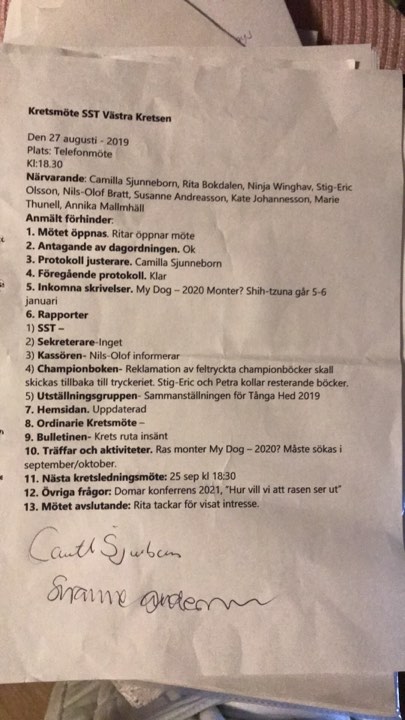 Kretsmöte SST Västra Kretsen
Den 27 augusti - 2019
Plats: Telefonmöte
Kl:18.30
Närvarande: Camilla Sjunneborn, Rita Bokdalen, Ninja Winghav, Stig-Eric
Olsson, Nils-Olof Bratt, Susanne Andreasson, Kate Johannesson, Marie
Thunell, Annika Mallmhäll
Anmält förhinder:
1. Mötet öppnas. Ritar öppnar möte
2. Antagande av dagordningen. Ok
3. Protokoll justerare. Camilla Sjunneborn
4. Föregående protokoll. Klar
5. Inkomna skrivelser. My Dog – 2020 Monter? Shih-tzuna går 5-6
januari
6. Rapporter
1) SST –
2) Sekreterare-Inget
3) Kassören- Nils-Olof informerar
4) Championboken- Reklamation av feltryckta championböcker skall
skickas tillbaka till tryckeriet. Stig-Eric och Petra kollar resterande böcker.
5) Utställningsgruppen- Sammanställningen för Tånga Hed 2019
7. Hemsidan. Uppdaterad
8. Ordinarie Kretsmöte –
9. Bulletinen- Krets ruta insänt
10. Träffar och aktiviteter. Ras monter My Dog – 2020? Måste sökas i
september/oktober.
11. Nästa kretsledningsmöte: 25 sep kl 18:30
12. Övriga frågor: Domar konferrens 2021, "Hur vill vi att rasen ser ut"
13. Mötet avslutande: Rita tackar för visat intresse.